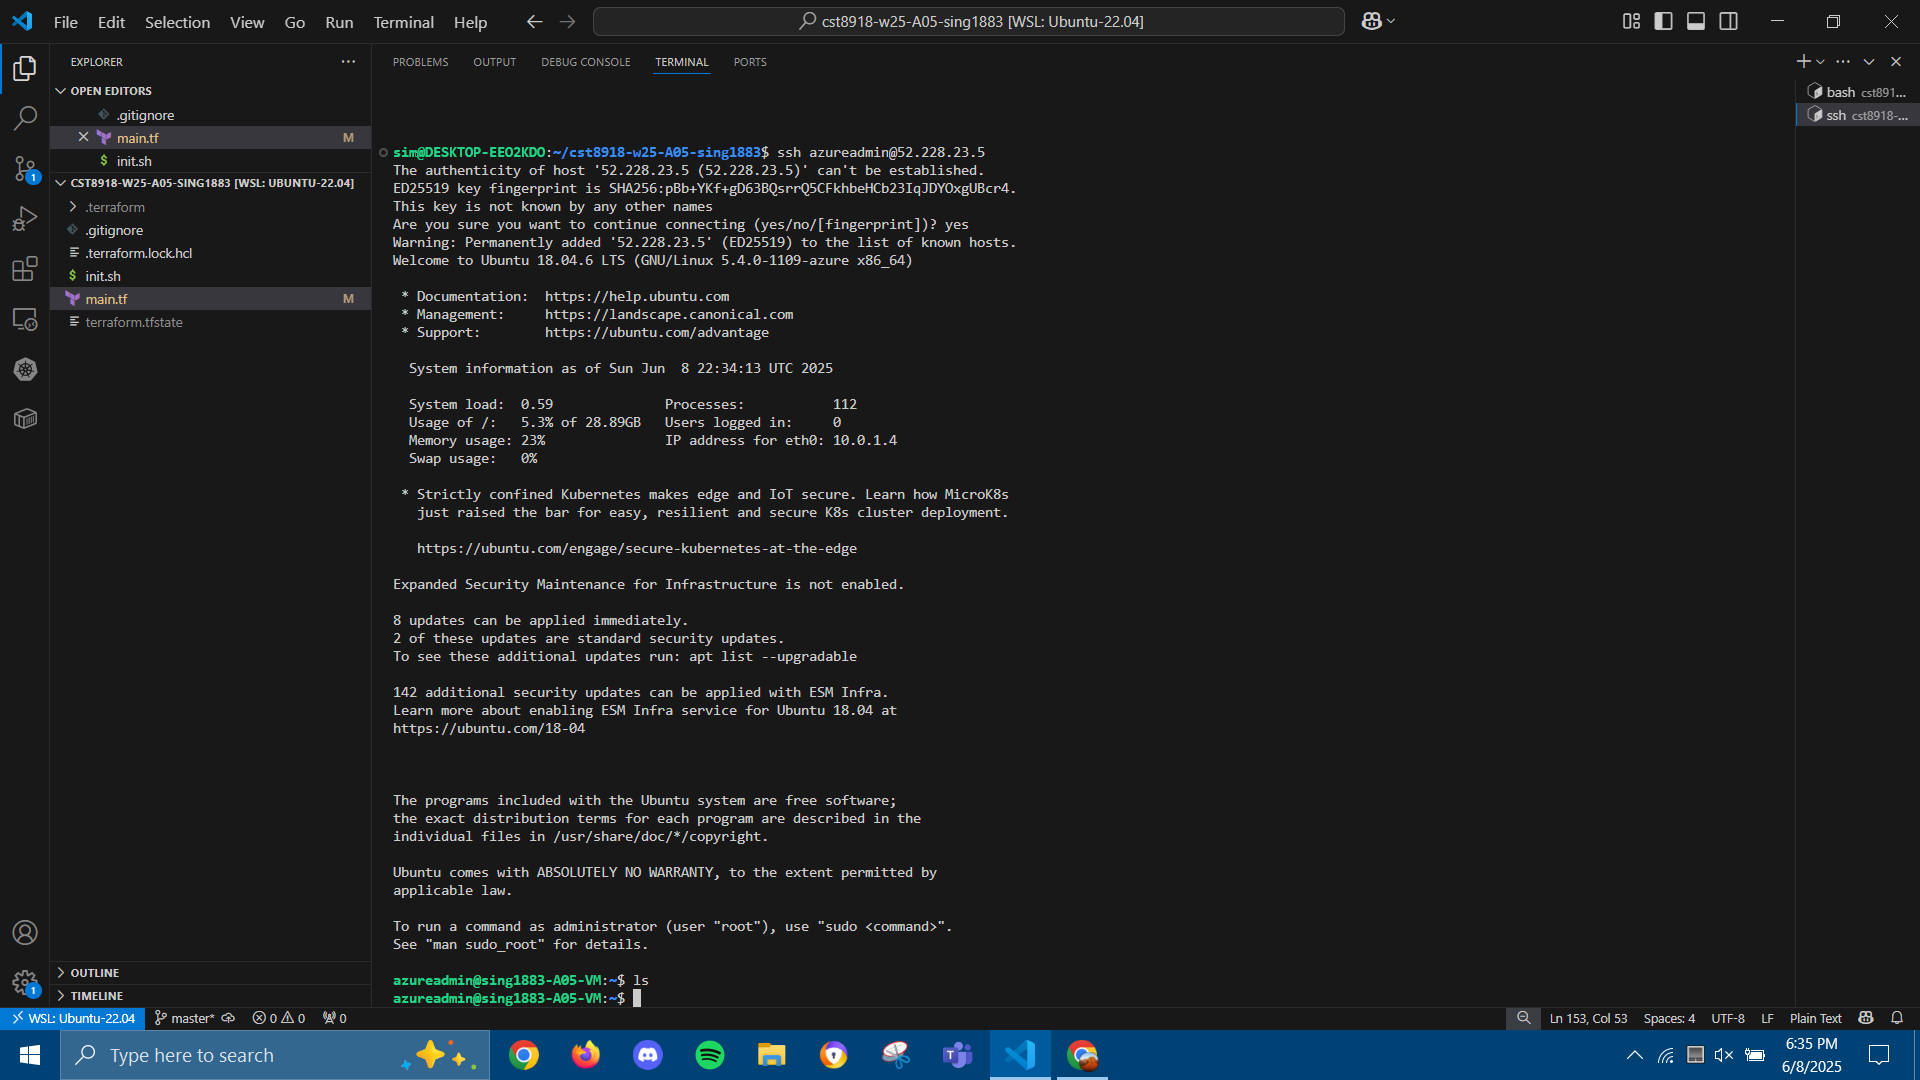 File Edit Selection View Go Run Terminal Help
cst8918-w25-A05-sing1883 [WSL: Ubuntu-22.04]
EXPLORER
OPEN EDITORS
.gitignore
main.tf M
$ init.sh
CST8918-W25-A05-SING1883 [WSL: UBUNTU-22.04]
.terraform
.gitignore
.terraform.lock.hcl
$ init.sh
main.tf M
terraform.tfstate
OUTLINE
TIMELINE
1
1
PROBLEMS OUTPUT DEBUG CONSOLE TERMINAL PORTS
bash cst891...
ssh cst8918-...
sim@DESKTOP-EEO2KDO:~/cst8918-w25-A05-sing1883$ ssh azureadmin@52.228.23.5
The authenticity of host '52.228.23.5 (52.228.23.5)' can't be established.
ED25519 key fingerprint is SHA256:pBb+YKf+gD63BQsrrQ5CFkhbeHCb23IqJDYOxgUBcr4.
This key is not known by any other names
Are you sure you want to continue connecting (yes/no/[fingerprint])? yes
Warning: Permanently added '52.228.23.5' (ED25519) to the list of known hosts.
Welcome to Ubuntu 18.04.6 LTS (GNU/Linux 5.4.0-1109-azure x86_64)
* Documentation: https://help.ubuntu.com
* Management: https://landscape.canonical.com
* Support: https://ubuntu.com/advantage
System information as of Sun Jun 8 22:34:13 UTC 2025
System load: 0.59 Processes: 112
Usage of /: 5.3% of 28.89GB Users logged in: 0
Memory usage: 23% IP address for eth0: 10.0.1.4
Swap usage: 0%
* Strictly confined Kubernetes makes edge and IoT secure. Learn how MicroK8s
just raised the bar for easy, resilient and secure K8s cluster deployment.
https://ubuntu.com/engage/secure-kubernetes-at-the-edge
Expanded Security Maintenance for Infrastructure is not enabled.
8 updates can be applied immediately.
2 of these updates are standard security updates.
To see these additional updates run: apt list --upgradable
142 additional security updates can be applied with ESM Infra.
Learn more about enabling ESM Infra service for Ubuntu 18.04 at
https://ubuntu.com/18-04
The programs included with the Ubuntu system are free software;
the exact distribution terms for each program are described in the
individual files in /usr/share/doc/*/copyright.
Ubuntu comes with ABSOLUTELY NO WARRANTY, to the extent permitted by
applicable law.
To run a command as administrator (user "root"), use "sudo <command>".
See "man sudo_root" for details.
azureadmin@sing1883-A05-VM:~$ ls
azureadmin@sing1883-A05-VM:~$
WSL: Ubuntu-22.04 master* 0 0 0 Ln 153, Col 53 Spaces: 4 UTF-8 LF Plain Text
Type here to search
6:35 PM
6/8/2025